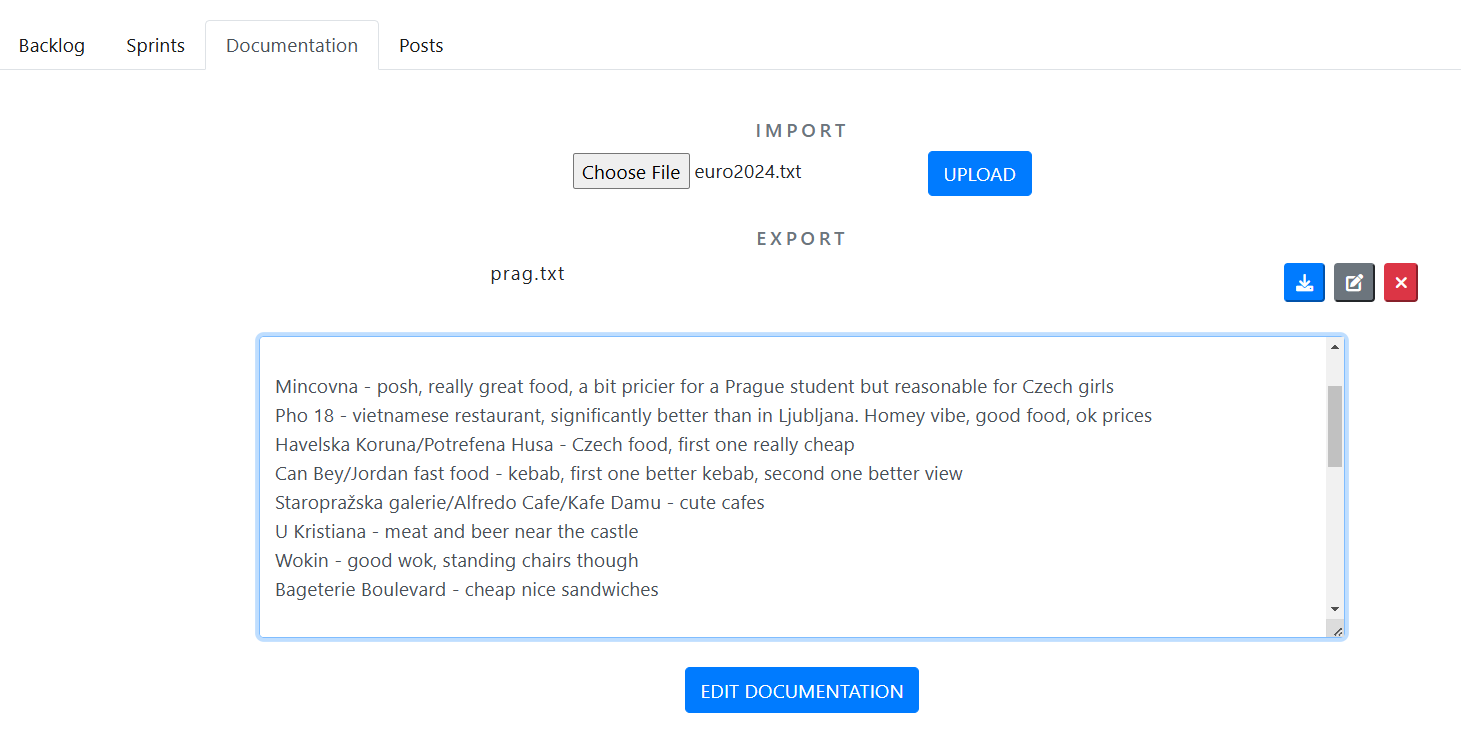 Backlog Sprints Documentation Posts
IMPORT
Choose File euro2024.txt UPLOAD
EXPORT
prag.txt
Mincovna - posh, really great food, a bit pricier for a Prague student but reasonable for Czech girls
Pho 18 - vietnamese restaurant, significantly better than in Ljubljana. Homey vibe, good food, ok prices
Havelska Koruna/Potrefena Husa - Czech food, first one really cheap
Can Bey/Jordan fast food - kebab, first one better kebab, second one better view
Staropražska galerie/Alfredo Cafe/Kafe Damu - cute cafes
U Kristiana - meat and beer near the castle
Wokin - good wok, standing chairs though
Bageterie Boulevard - cheap nice sandwiches
EDIT DOCUMENTATION